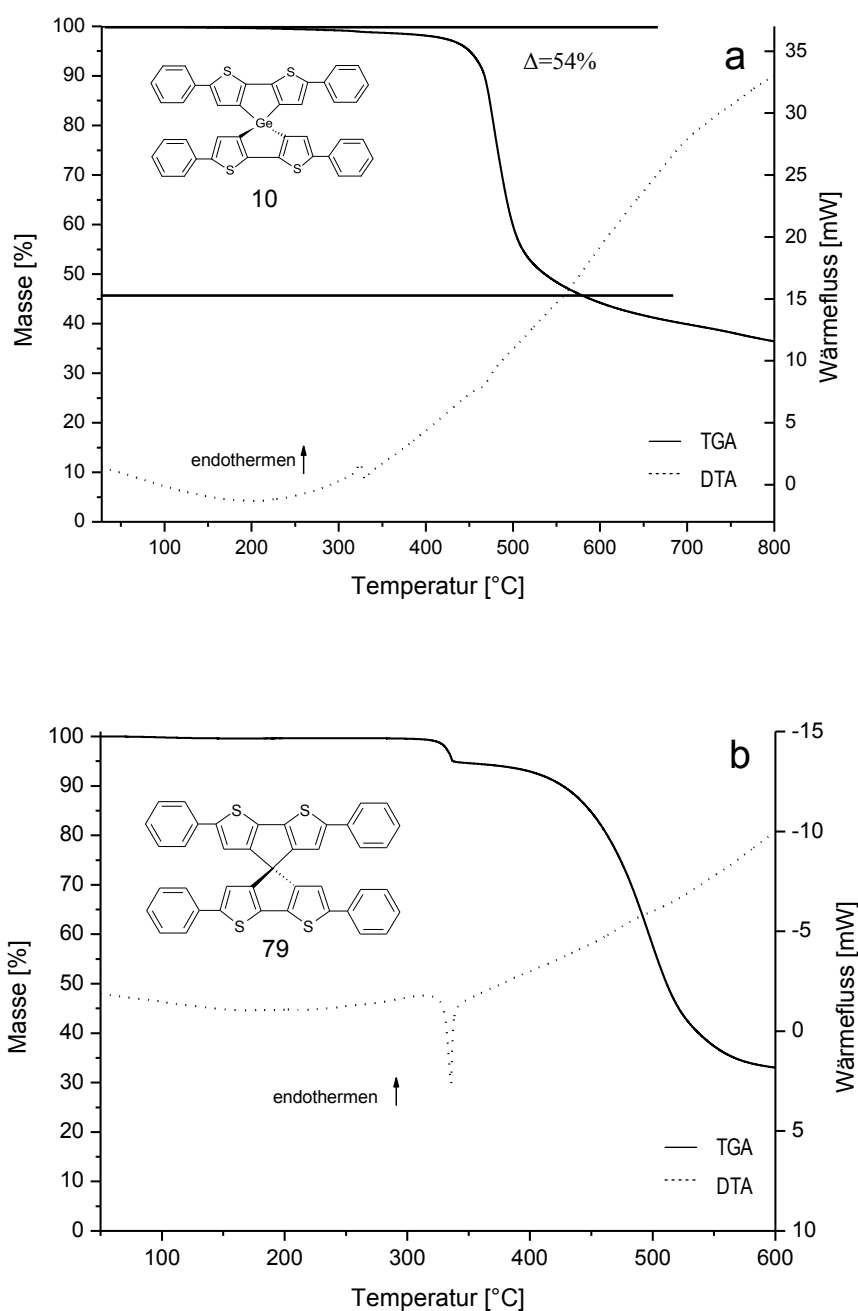 a
Δ=54%
S S
Ge
S S
10
Masse [%]
100
90
80
70
60
50
40
30
20
10
0
Wärmefluss [mW]
35
30
25
20
15
10
5
0
endothermen
TGA
DTA
100 200 300 400 500 600 700 800
Temperatur [°C]
b
S S
S S
79
Masse [%]
100
90
80
70
60
50
40
30
20
10
0
Wärmefluss [mW]
-15
-10
-5
0
5
10
endothermen
TGA
DTA
100 200 300 400 500 600
Temperatur [°C]